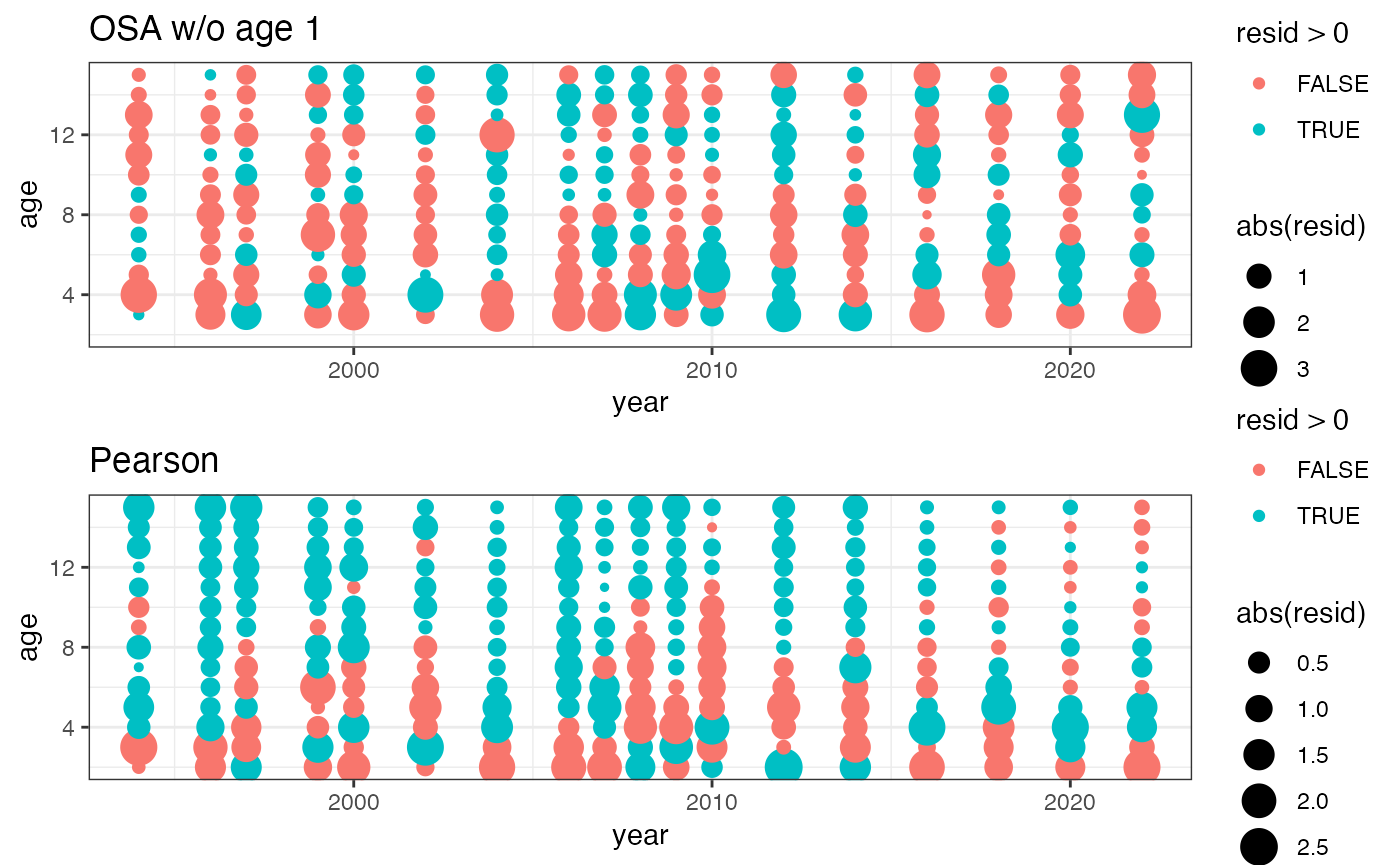 OSA w/o age 1
age
12
8
4
2000 2010 2020
year
resid > 0
FALSE
TRUE
abs(resid)
1
2
3
Pearson
age
12
8
4
2000 2010 2020
year
resid > 0
FALSE
TRUE
abs(resid)
0.5
1.0
1.5
2.0
2.5